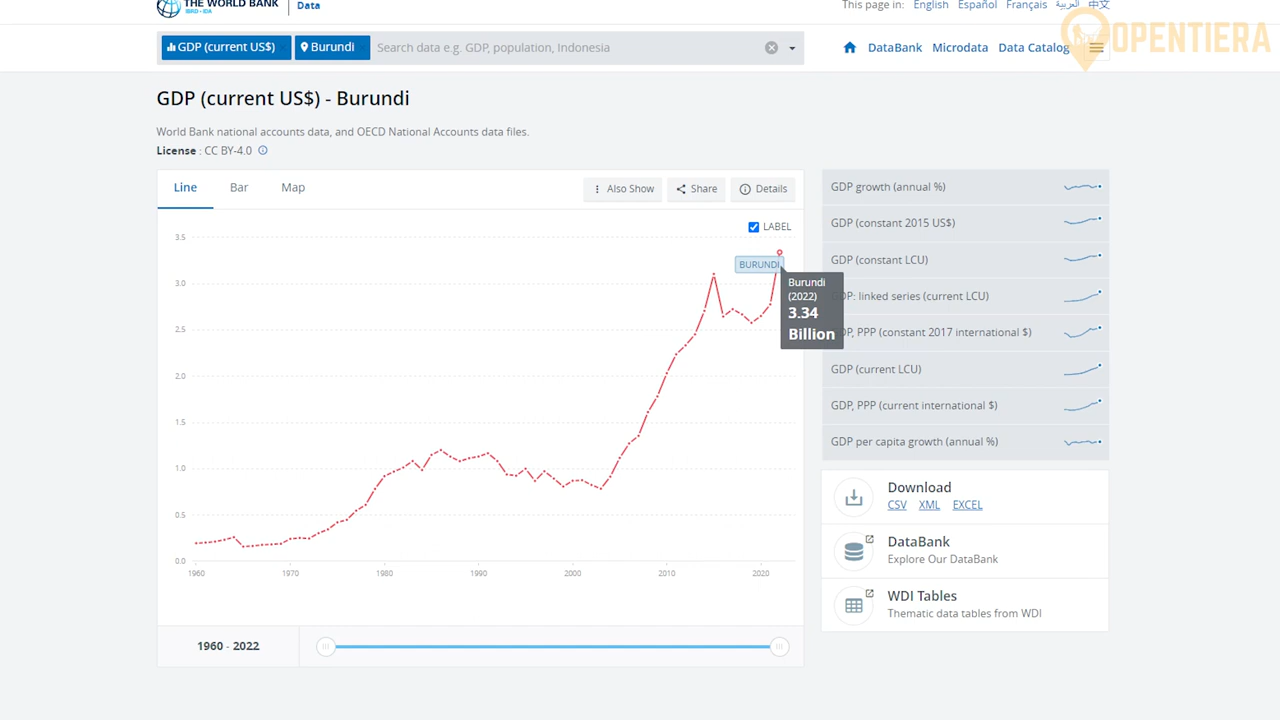 THE WORLD BANK
IBRD • IDA
Data
This page in: English Español Français العربية 中文
OPENTIERA
GDP (current US$) Burundi Search data e.g. GDP, population, Indonesia
DataBank Microdata Data Catalog
GDP (current US$) - Burundi
World Bank national accounts data, and OECD National Accounts data files.
License : CC BY-4.0
Line Bar Map
Also Show Share Details
LABEL
3.5
3.0
2.5
2.0
1.5
1.0
0.5
0.0
1960 1970 1980 1990 2000 2010 2020
BURUNDI
Burundi
(2022)
3.34
Billion
1960 - 2022
GDP growth (annual %)
GDP (constant 2015 US$)
GDP (constant LCU)
DP: linked series (current LCU)
DP, PPP (constant 2017 international $)
GDP (current LCU)
GDP, PPP (current international $)
GDP per capita growth (annual %)
Download
CSV XML EXCEL
DataBank
Explore Our DataBank
WDI Tables
Thematic data tables from WDI